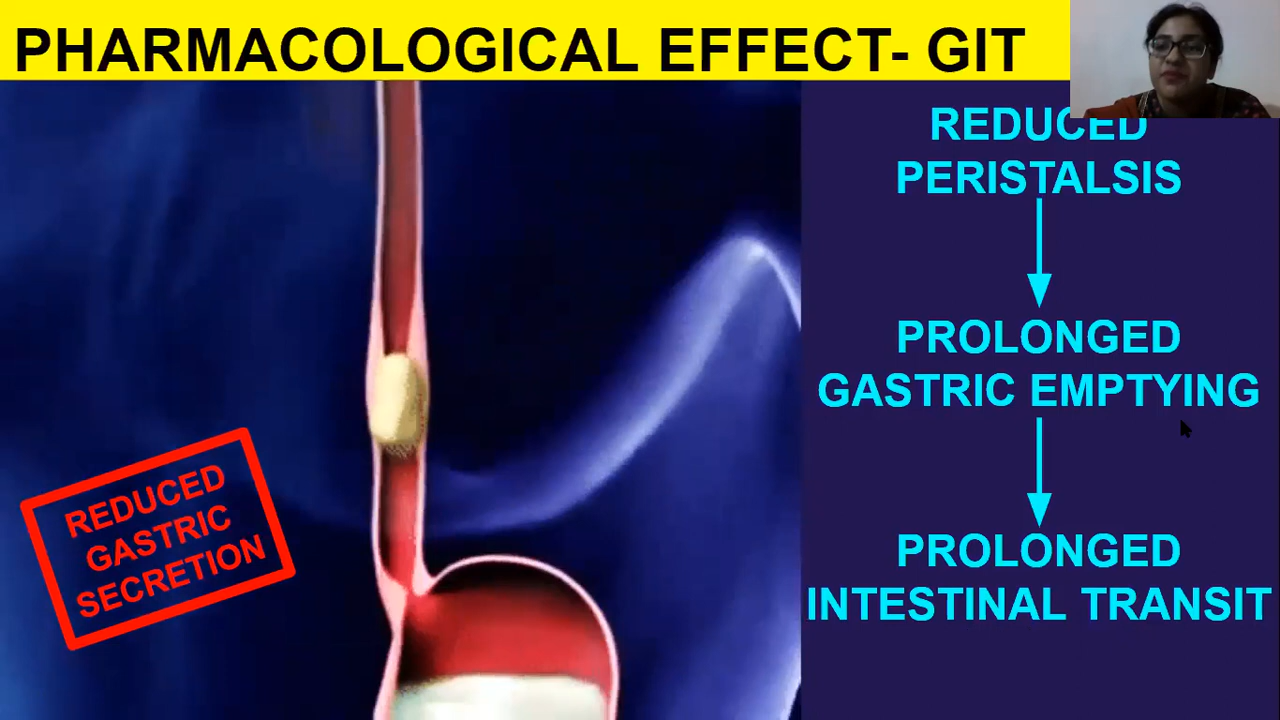 PHARMACOLOGICAL EFFECT- GIT
REDUCED
PERISTALSIS
PROLONGED
GASTRIC EMPTYING
PROLONGED
INTESTINAL TRANSIT
REDUCED
GASTRIC
SECRETION